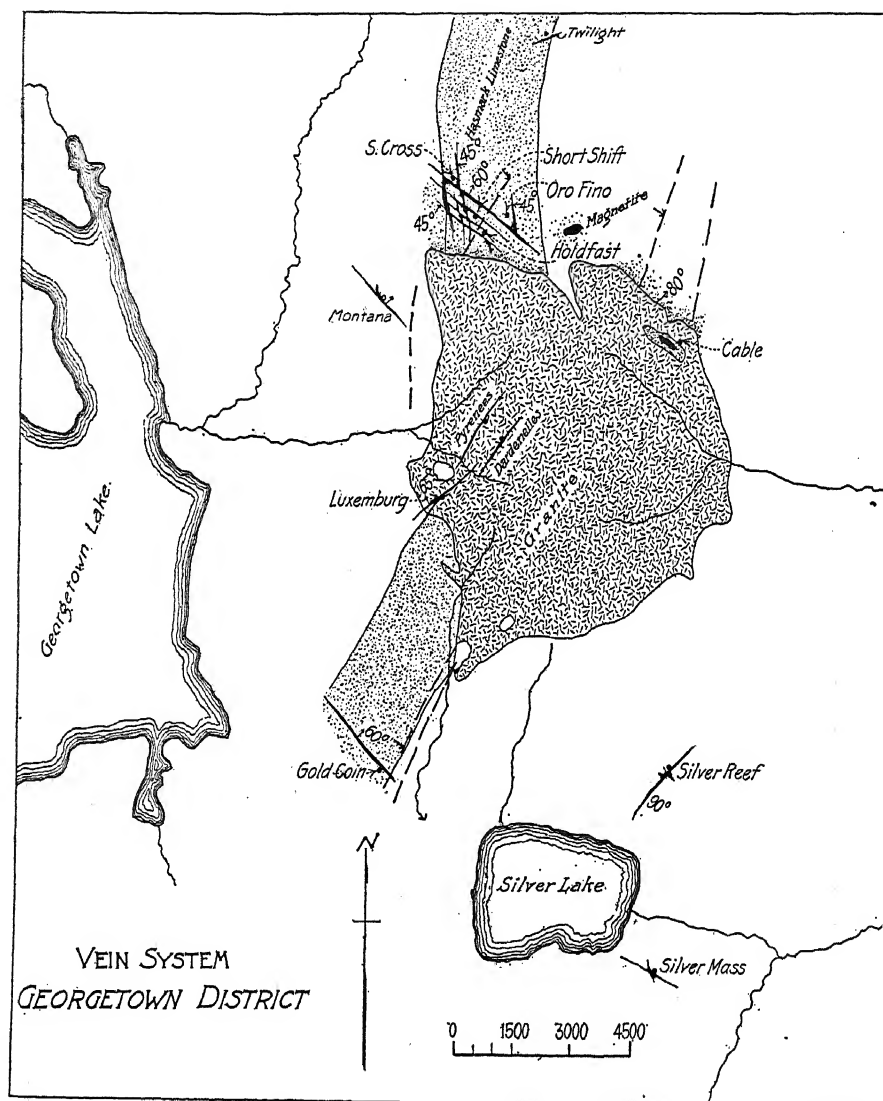 Twilight
Hasmark Limestone
S. Cross
45°
Short Shift
60°
Oro Fino
45°
Magnetite
45°
Holdfast
80°
Montana
Cable
Pyrenees
Dardenelles
Luxemburg
Granite
Georgetown Lake.
60°
Gold Coin
Silver Reef
90°
N
Silver Lake
VEIN SYSTEM
GEORGETOWN DISTRICT
Silver Mass
0 1500 3000 4500'